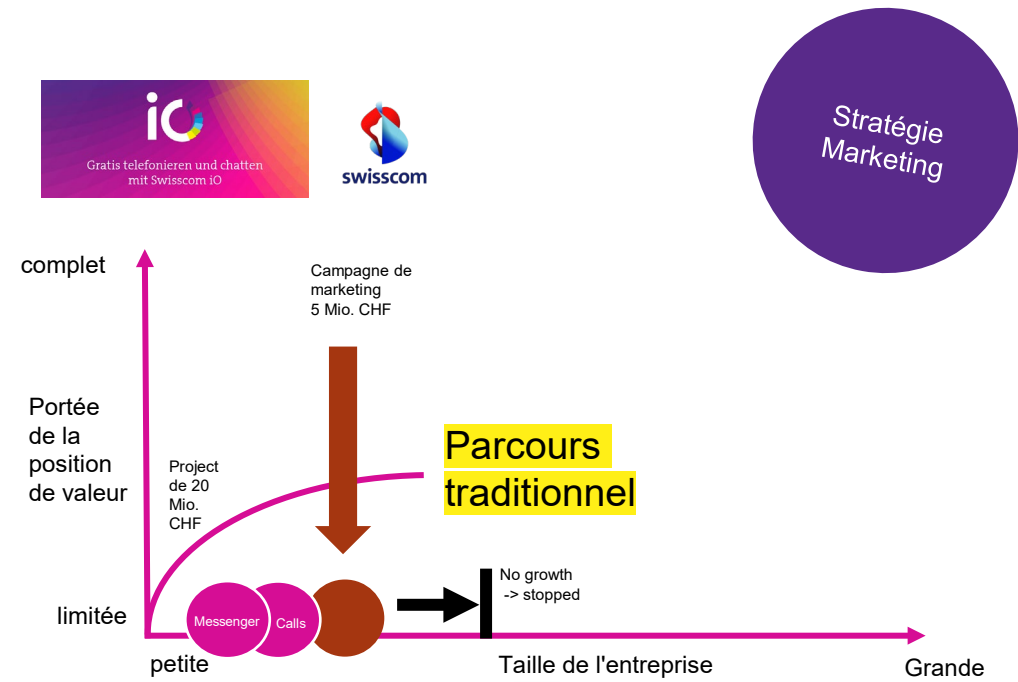 iO
Gratis telefonieren und chatten
mit Swisscom iO
swisscom
Stratégie
Marketing
complet
Campagne de
marketing
5 Mio. CHF
Portée
de la
position
de valeur
Project
de 20
Mio.
CHF
Parcours
traditionnel
No growth
-> stopped
limitée
Messenger
Calls
petite
Taille de l'entreprise
Grande